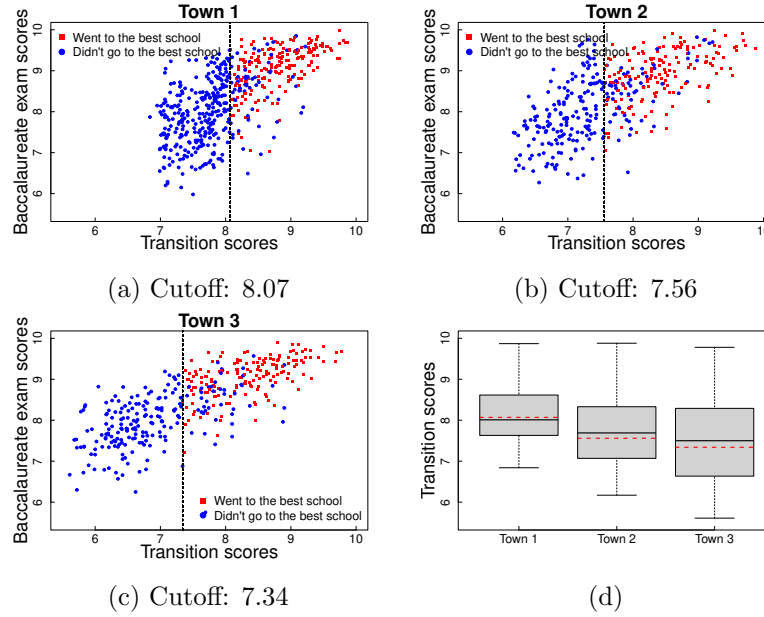 Town 1
Went to the best school
Didn't go to the best school
Baccalaureate exam scores
10
9
8
7
6
6 7 8 9 10
Transition scores
(a) Cutoff: 8.07
Town 2
Went to the best school
Didn't go to the best school
Baccalaureate exam scores
10
9
8
7
6
6 7 8 9 10
Transition scores
(b) Cutoff: 7.56
Town 3
Baccalaureate exam scores
10
9
8
7
6
Went to the best school
Didn't go to the best school
6 7 8 9 10
Transition scores
(c) Cutoff: 7.34
Transition scores
10
9
8
7
6
Town 1 Town 2 Town 3
(d)